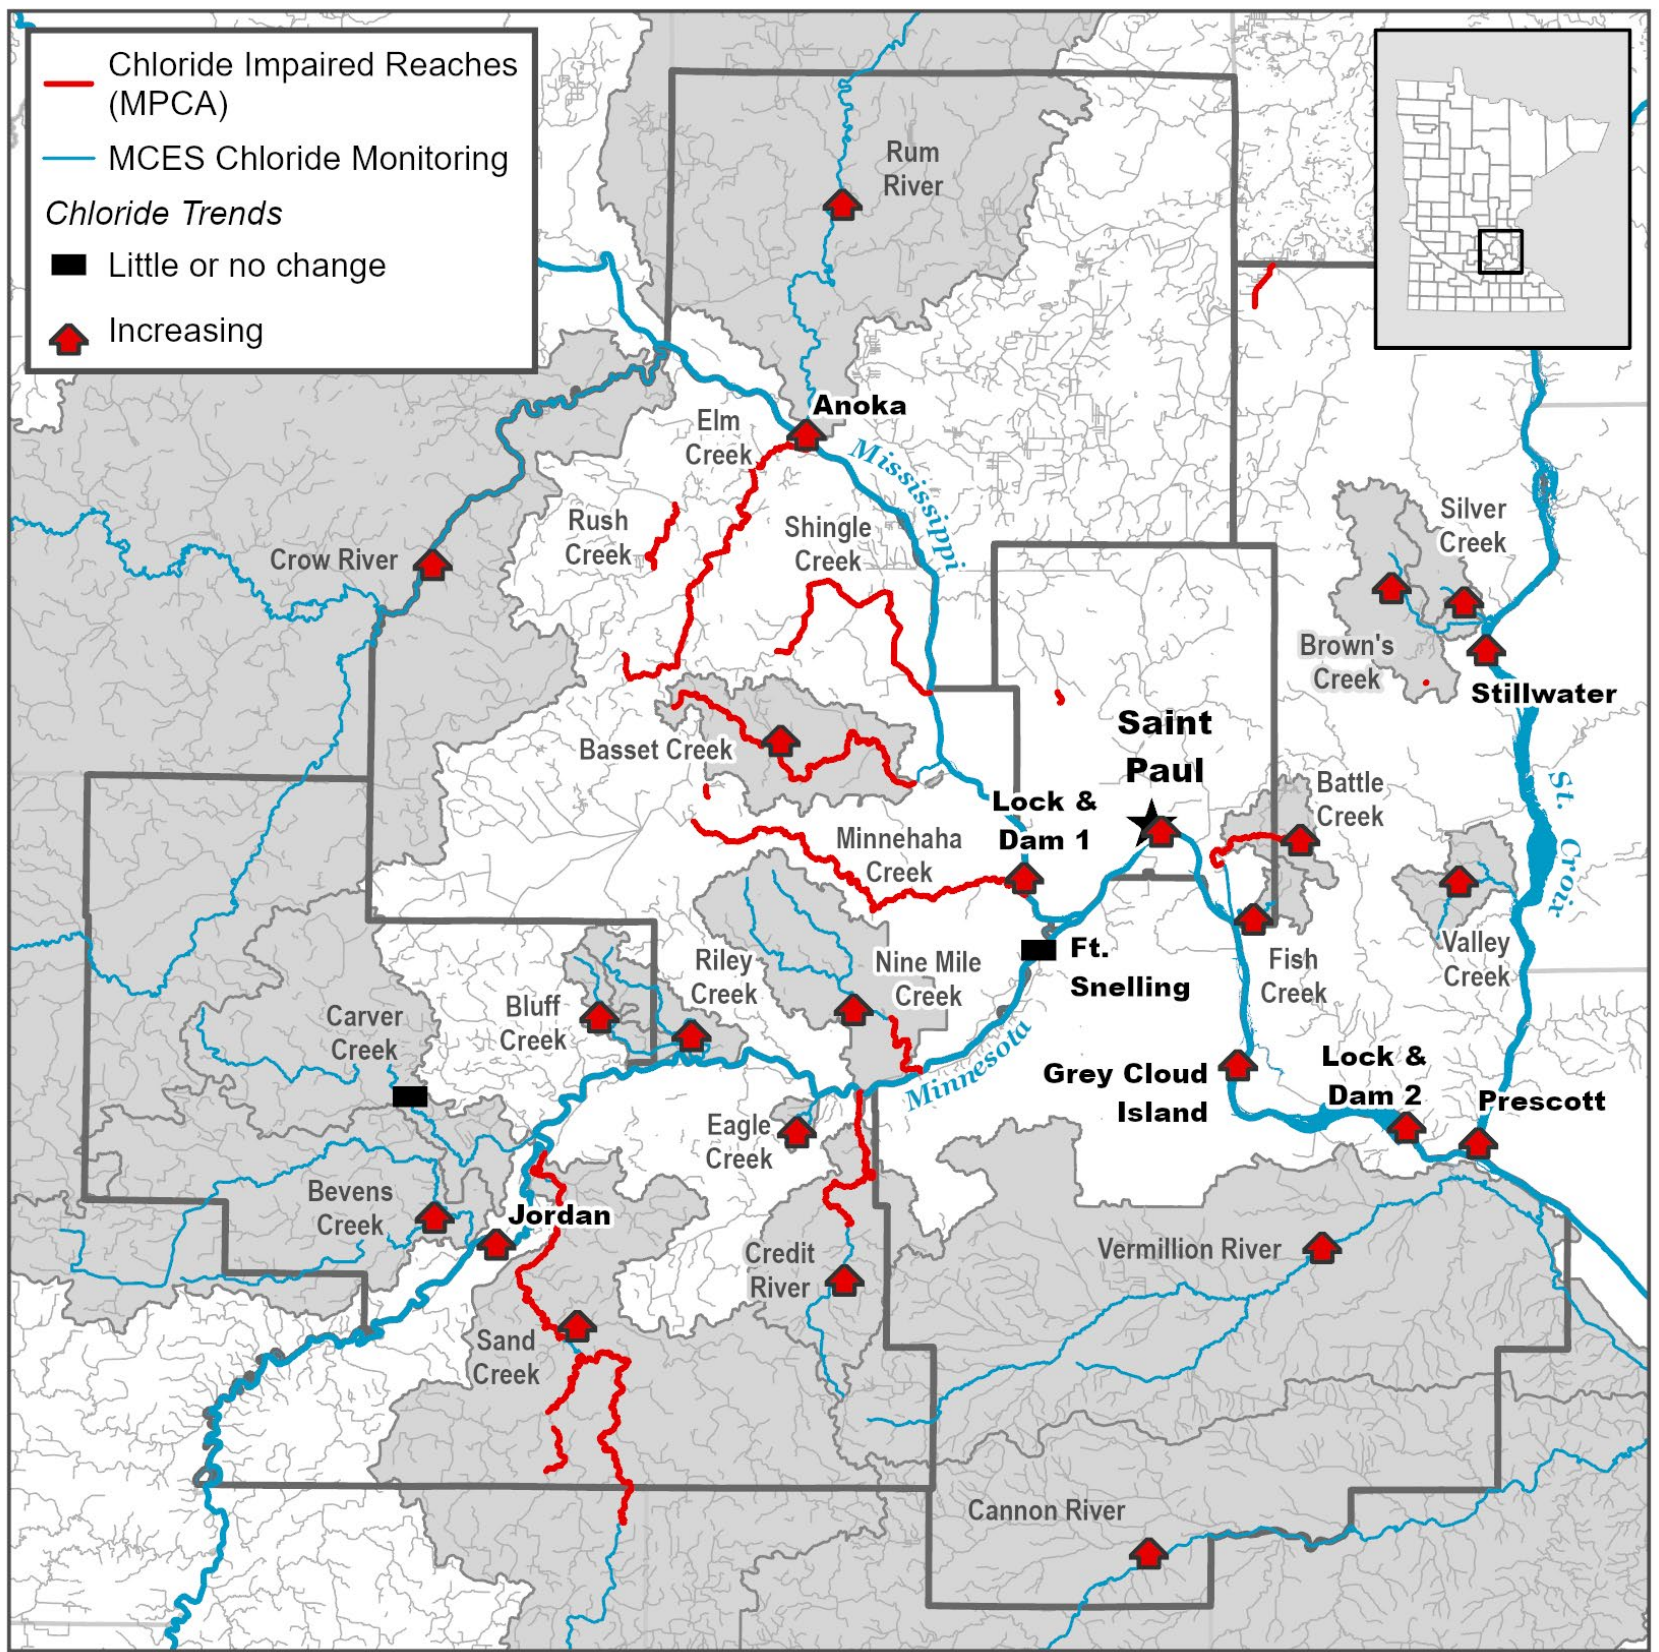 Chloride Impaired Reaches
(MPCA)
MCES Chloride Monitoring
Chloride Trends
Little or no change
Increasing
Rum
River
Anoka
Elm
Creek
Mississippi
Rush
Creek
Shingle
Creek
Silver
Creek
Crow River
Brown's
Creek
Stillwater
Saint
Paul
Basset Creek
Battle
Creek
St. Croix
Lock &
Dam 1
Minnehaha
Creek
Valley
Creek
Riley
Creek
Nine Mile
Creek
Ft.
Snelling
Fish
Creek
Bluff
Creek
Carver
Creek
Minnesota
Grey Cloud
Island
Lock &
Dam 2
Prescott
Eagle
Creek
Bevens
Creek
Jordan
Credit
River
Vermillion River
Sand
Creek
Cannon River